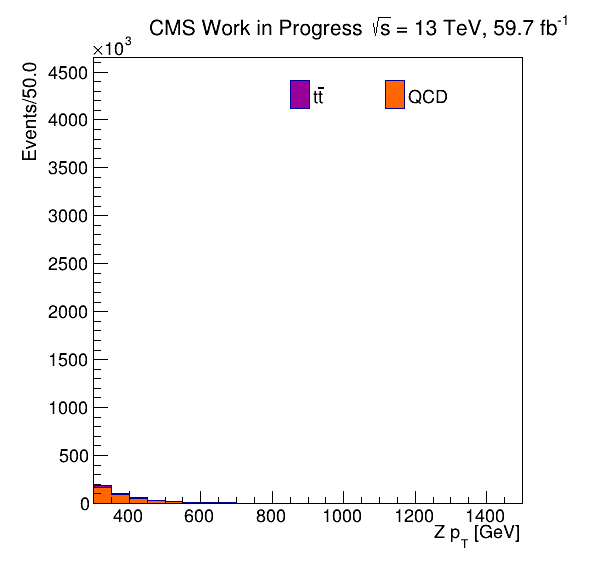 CMS Work in Progress √s = 13 TeV, 59.7 fb⁻¹
×10³
Events/50.0
4500
4000
3500
3000
2500
2000
1500
1000
500
0
tt̄
QCD
400 600 800 1000 1200 1400
Z p_T [GeV]